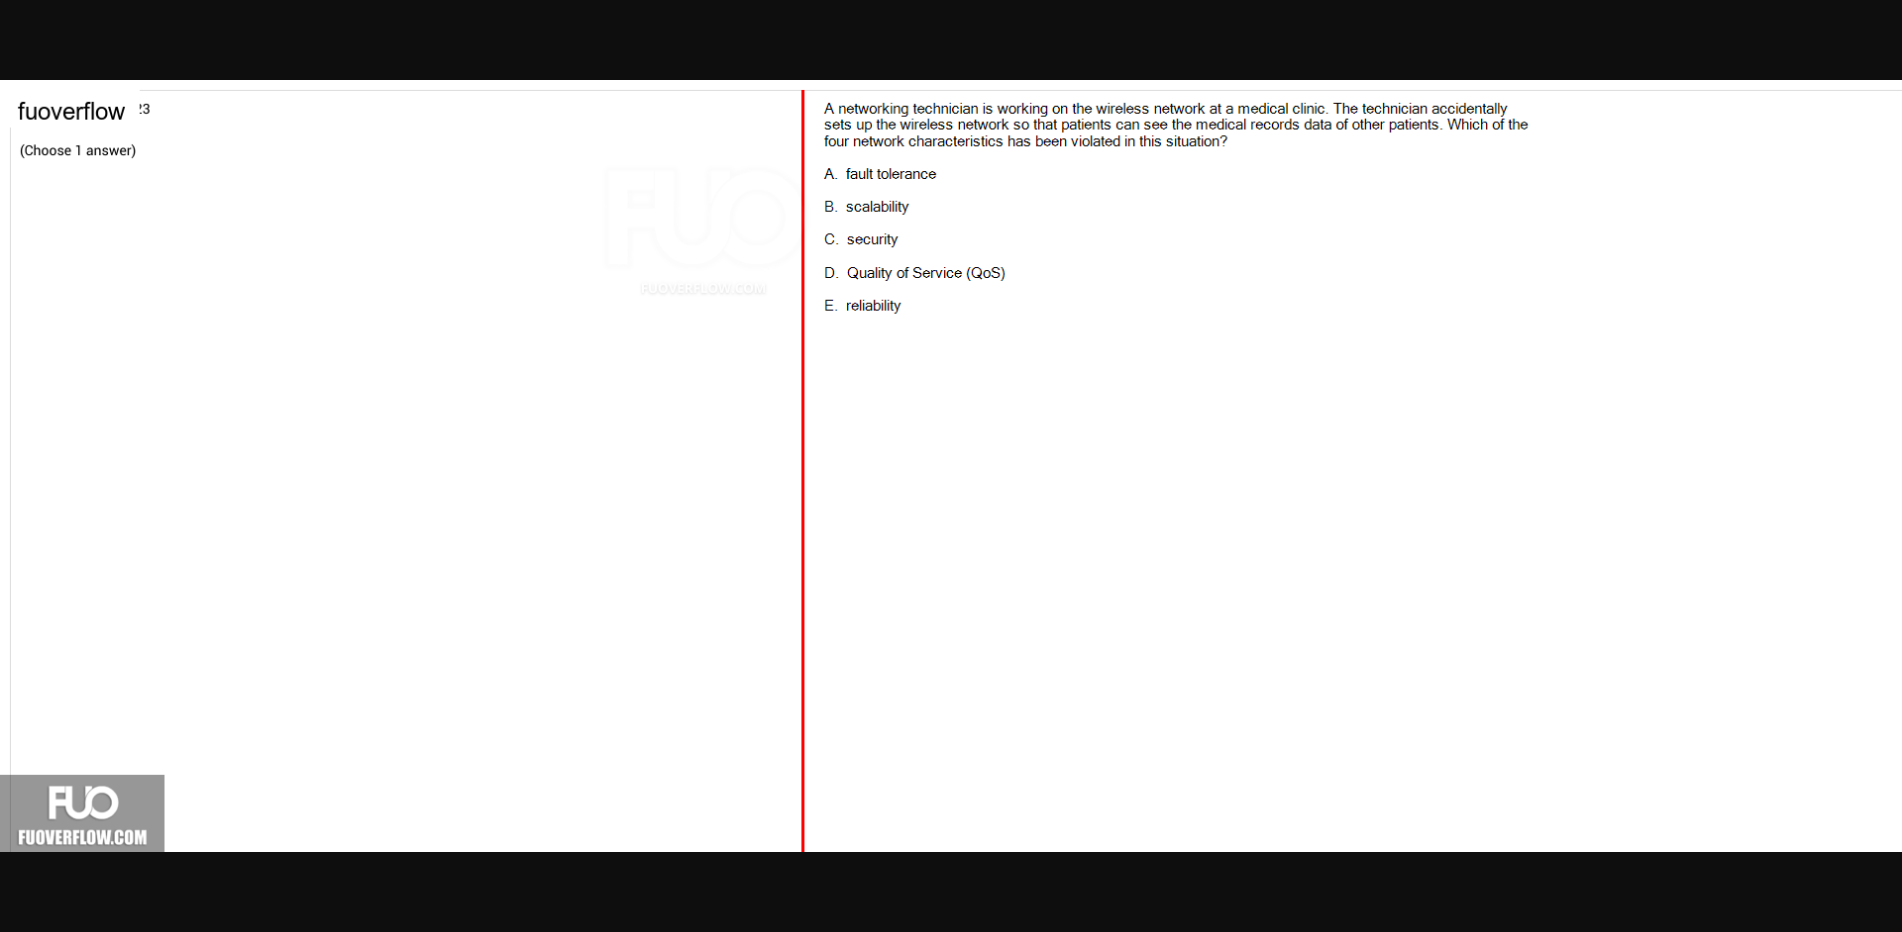 fuoverflow
23
(Choose 1 answer)
A networking technician is working on the wireless network at a medical clinic. The technician accidentally
sets up the wireless network so that patients can see the medical records data of other patients. Which of the
four network characteristics has been violated in this situation?
A. fault tolerance
B. scalability
C. security
D. Quality of Service (QoS)
E. reliability
FUO
FUOVERFLOW.COM
FUO
FUOVERFLOW.COM